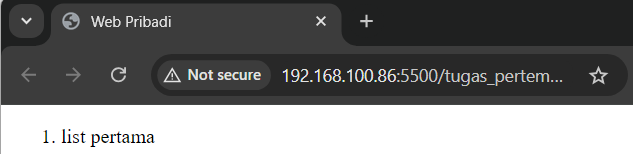 Web Pribadi
Not secure 192.168.100.86:5500/tugas_pertem...
1. list pertama